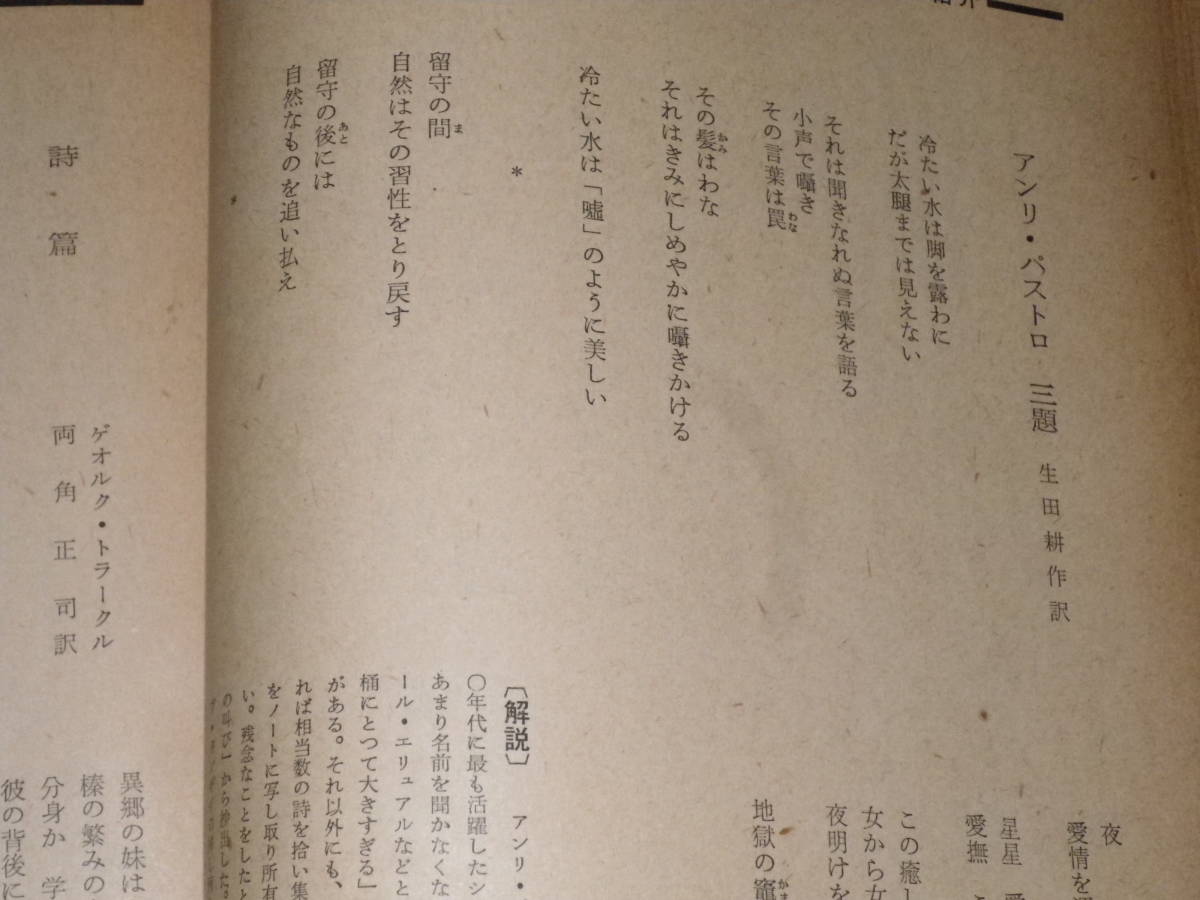 紹介
アンリ・パストロ 三題 生田耕作訳
冷たい水は脚を露わに
だが太腿までは見えない
それは聞きなれぬ言葉を語る
小声で囁き
その言葉は罠
その髪はわな
それはきみにしめやかに囁きかける
冷たい水は「嘘」のように美しい
*
留守の間
自然はその習性をとり戻す
留守の後には
自然なものを追い払え
*
夜
愛情を
星星 愛
愛撫
この癒し
女から女
夜明けを
地獄の竈
〔解説〕 アンリ・
〇年代に最も活躍したシ
あまり名前を聞かなくな
ール・エリュアルなどと
桶にとつて大きすぎる」
がある。それ以外にも、
れば相当数の詩を拾い集
をノートに写し取り所有
い。残念なことをしたと
の叫び」から抄出した。
詩篇
ゲオルク・トラークル
両角正司訳
異郷の妹は
榛の繁みの
分身か 学
彼の背後に